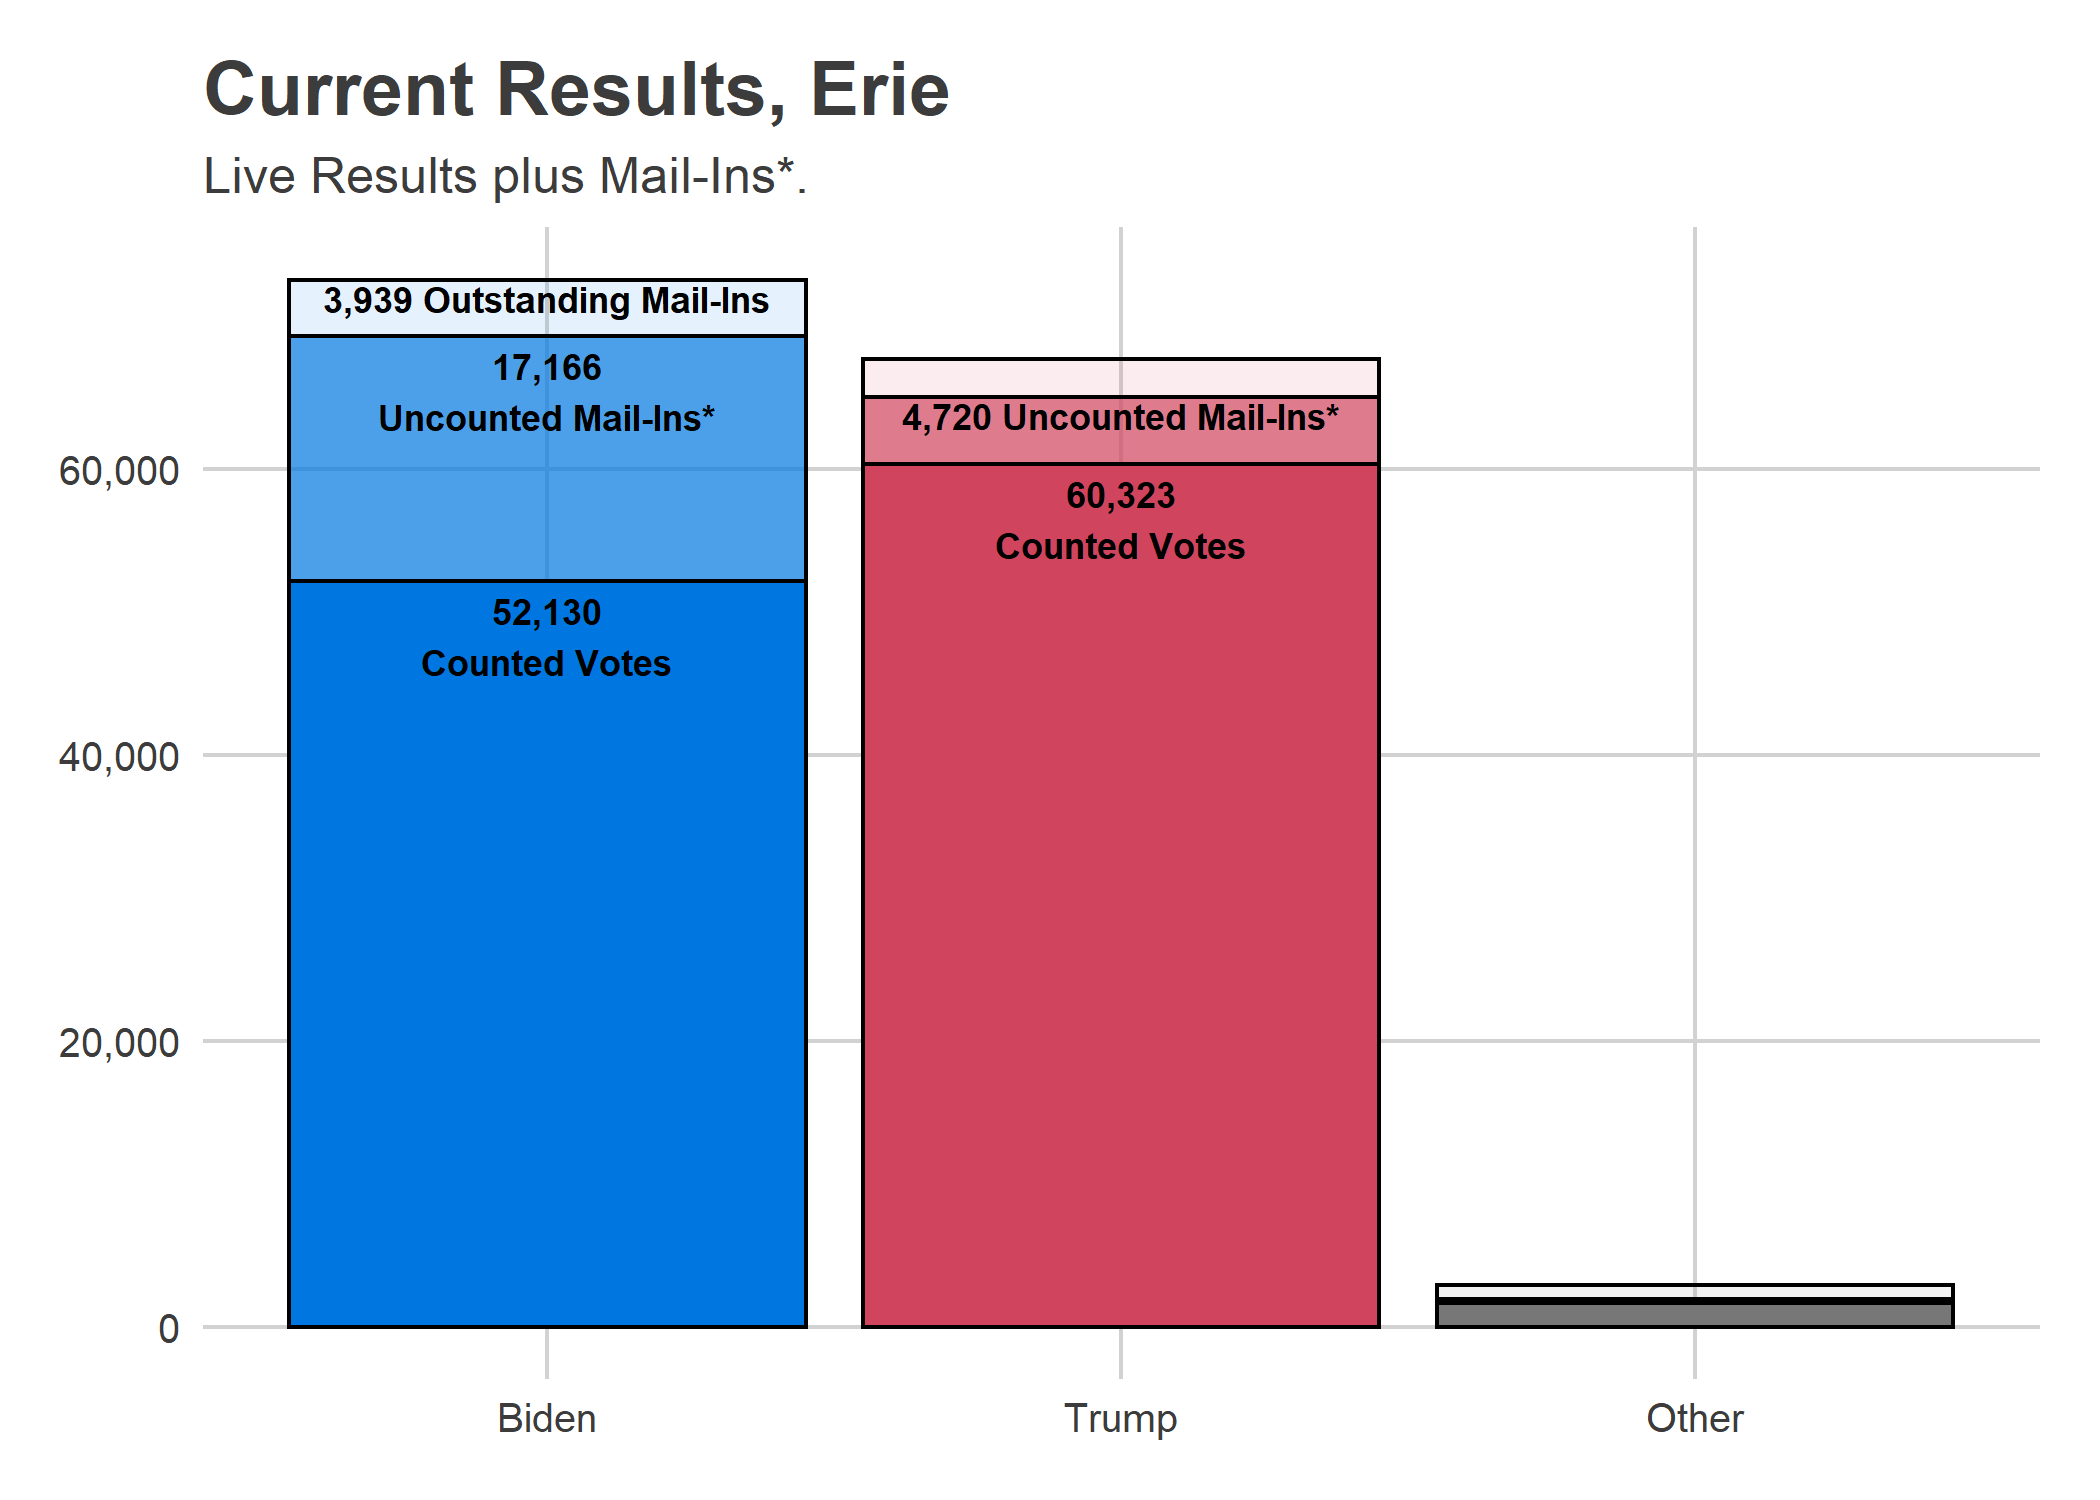 Current Results, Erie
Live Results plus Mail-Ins*.
3,939 Outstanding Mail-Ins
17,166
Uncounted Mail-Ins*
4,720 Uncounted Mail-Ins*
60,000
60,323
Counted Votes
52,130
Counted Votes
40,000
20,000
0
Biden
Trump
Other